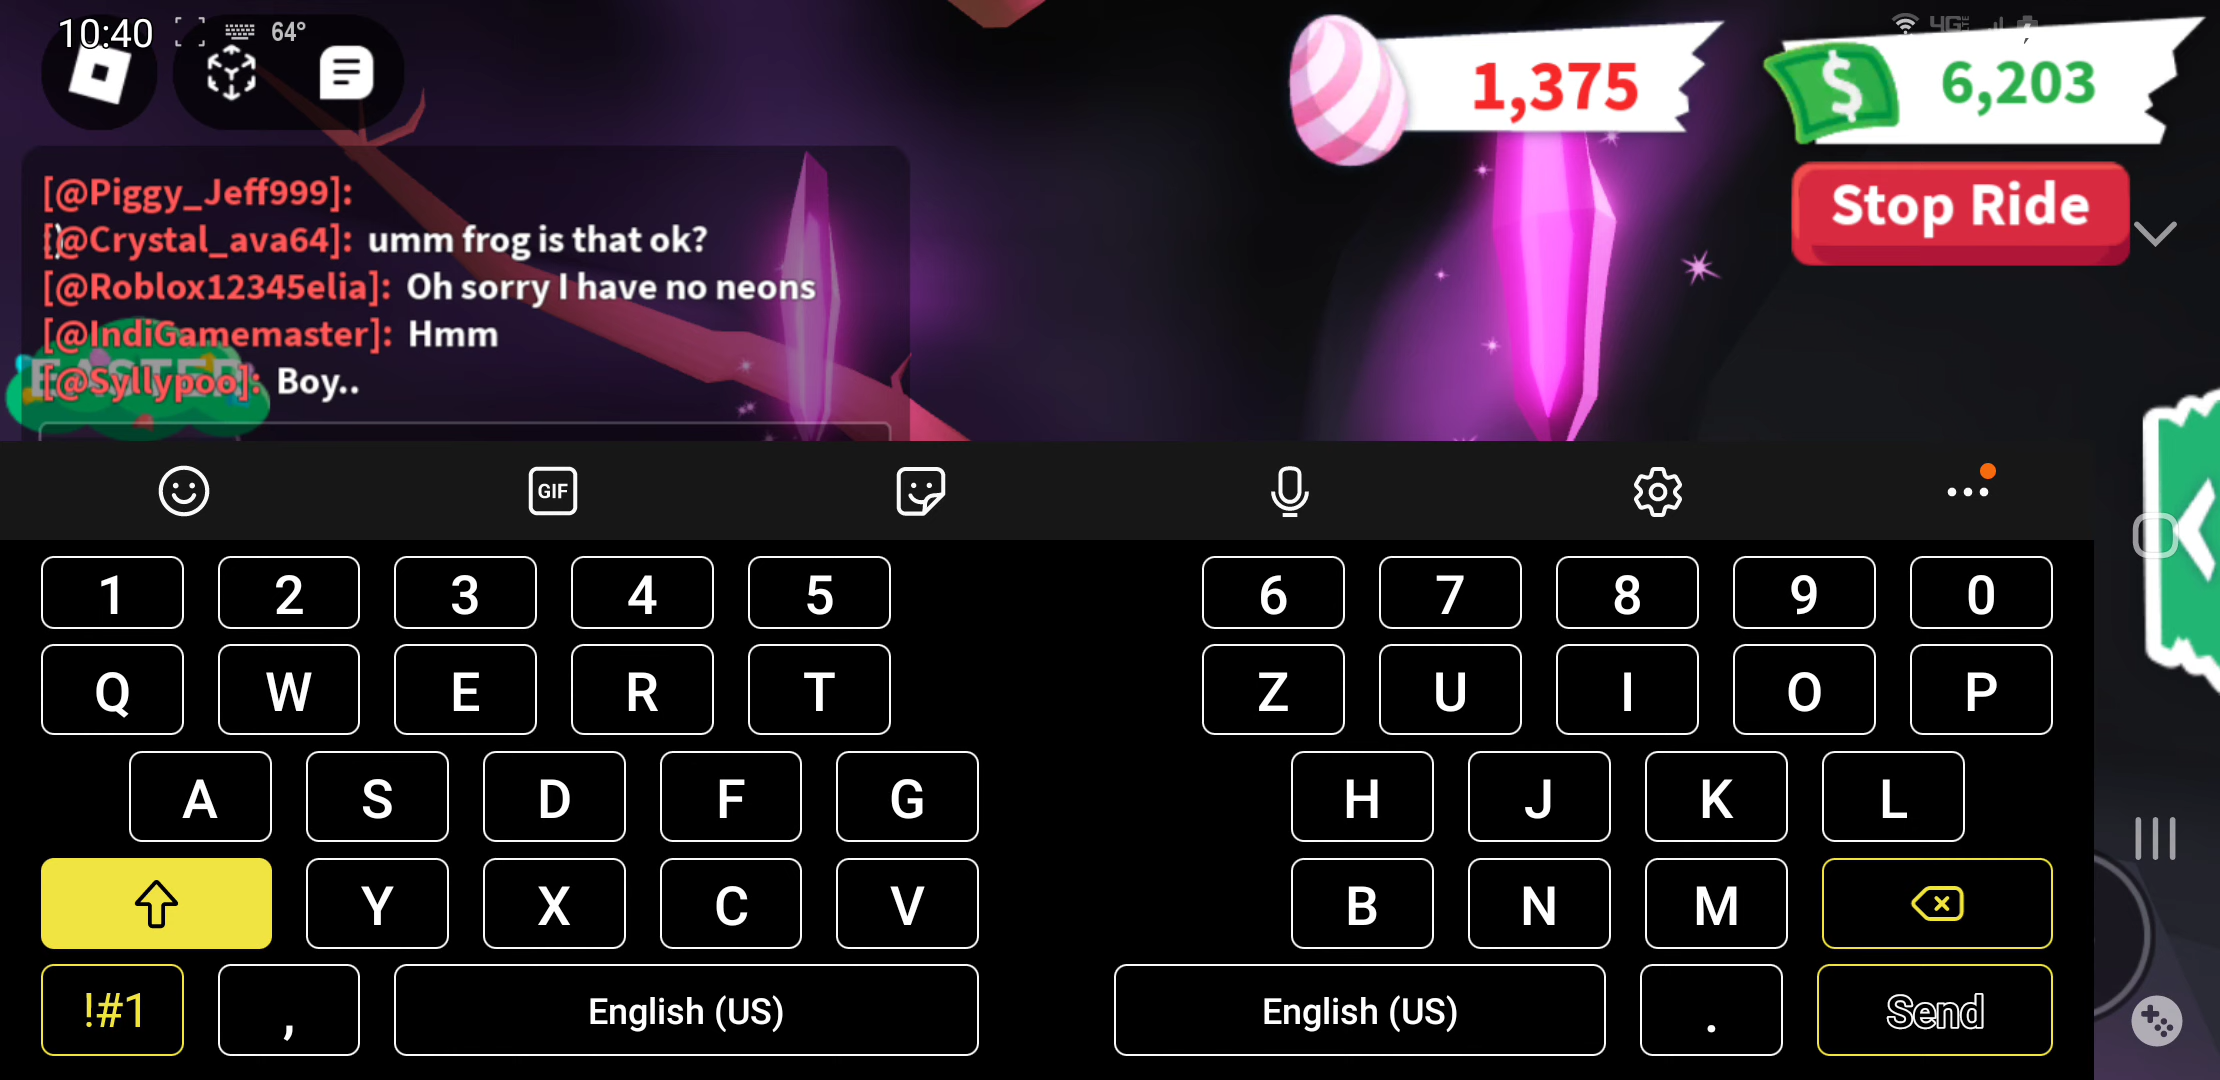 10:40 64° 4G
1,375
6,203
Stop Ride
[@Piggy_Jeff999]:
[@Crystal_ava64]: umm frog is that ok?
[@Roblox12345elia]: Oh sorry I have no neons
[@IndiGamemaster]: Hmm
EASTER
[@Syllypoo]: Boy..
GIF
1 2 3 4 5 6 7 8 9 0
Q W E R T Z U I O P
A S D F G H J K L
Y X C V B N M
!#1 , English (US) English (US) . Send